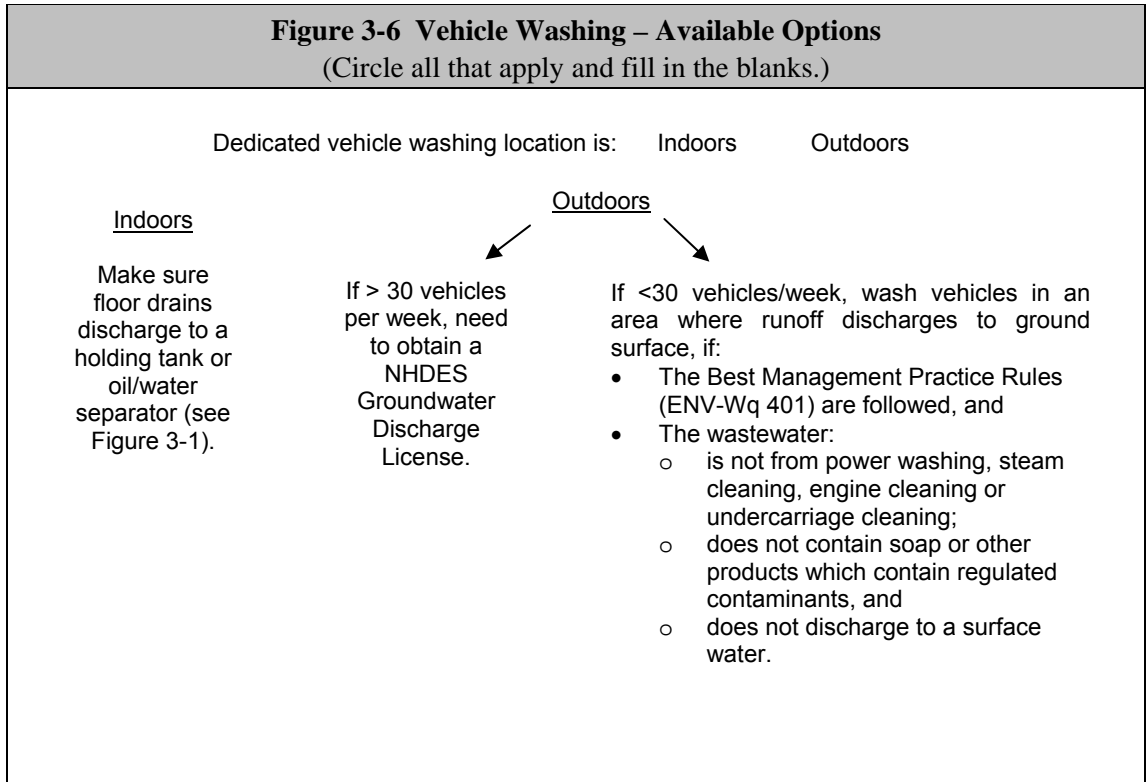 Figure 3-6  Vehicle Washing – Available Options
(Circle all that apply and fill in the blanks.)
Dedicated vehicle washing location is: Indoors Outdoors
Indoors
Make sure
floor drains
discharge to a
holding tank or
oil/water
separator (see
Figure 3-1).
Outdoors
If > 30 vehicles
per week, need
to obtain a
NHDES
Groundwater
Discharge
License.
If <30 vehicles/week, wash vehicles in an
area where runoff discharges to ground
surface, if:
• The Best Management Practice Rules
(ENV-Wq 401) are followed, and
• The wastewater:
o is not from power washing, steam
cleaning, engine cleaning or
undercarriage cleaning;
o does not contain soap or other
products which contain regulated
contaminants, and
o does not discharge to a surface
water.